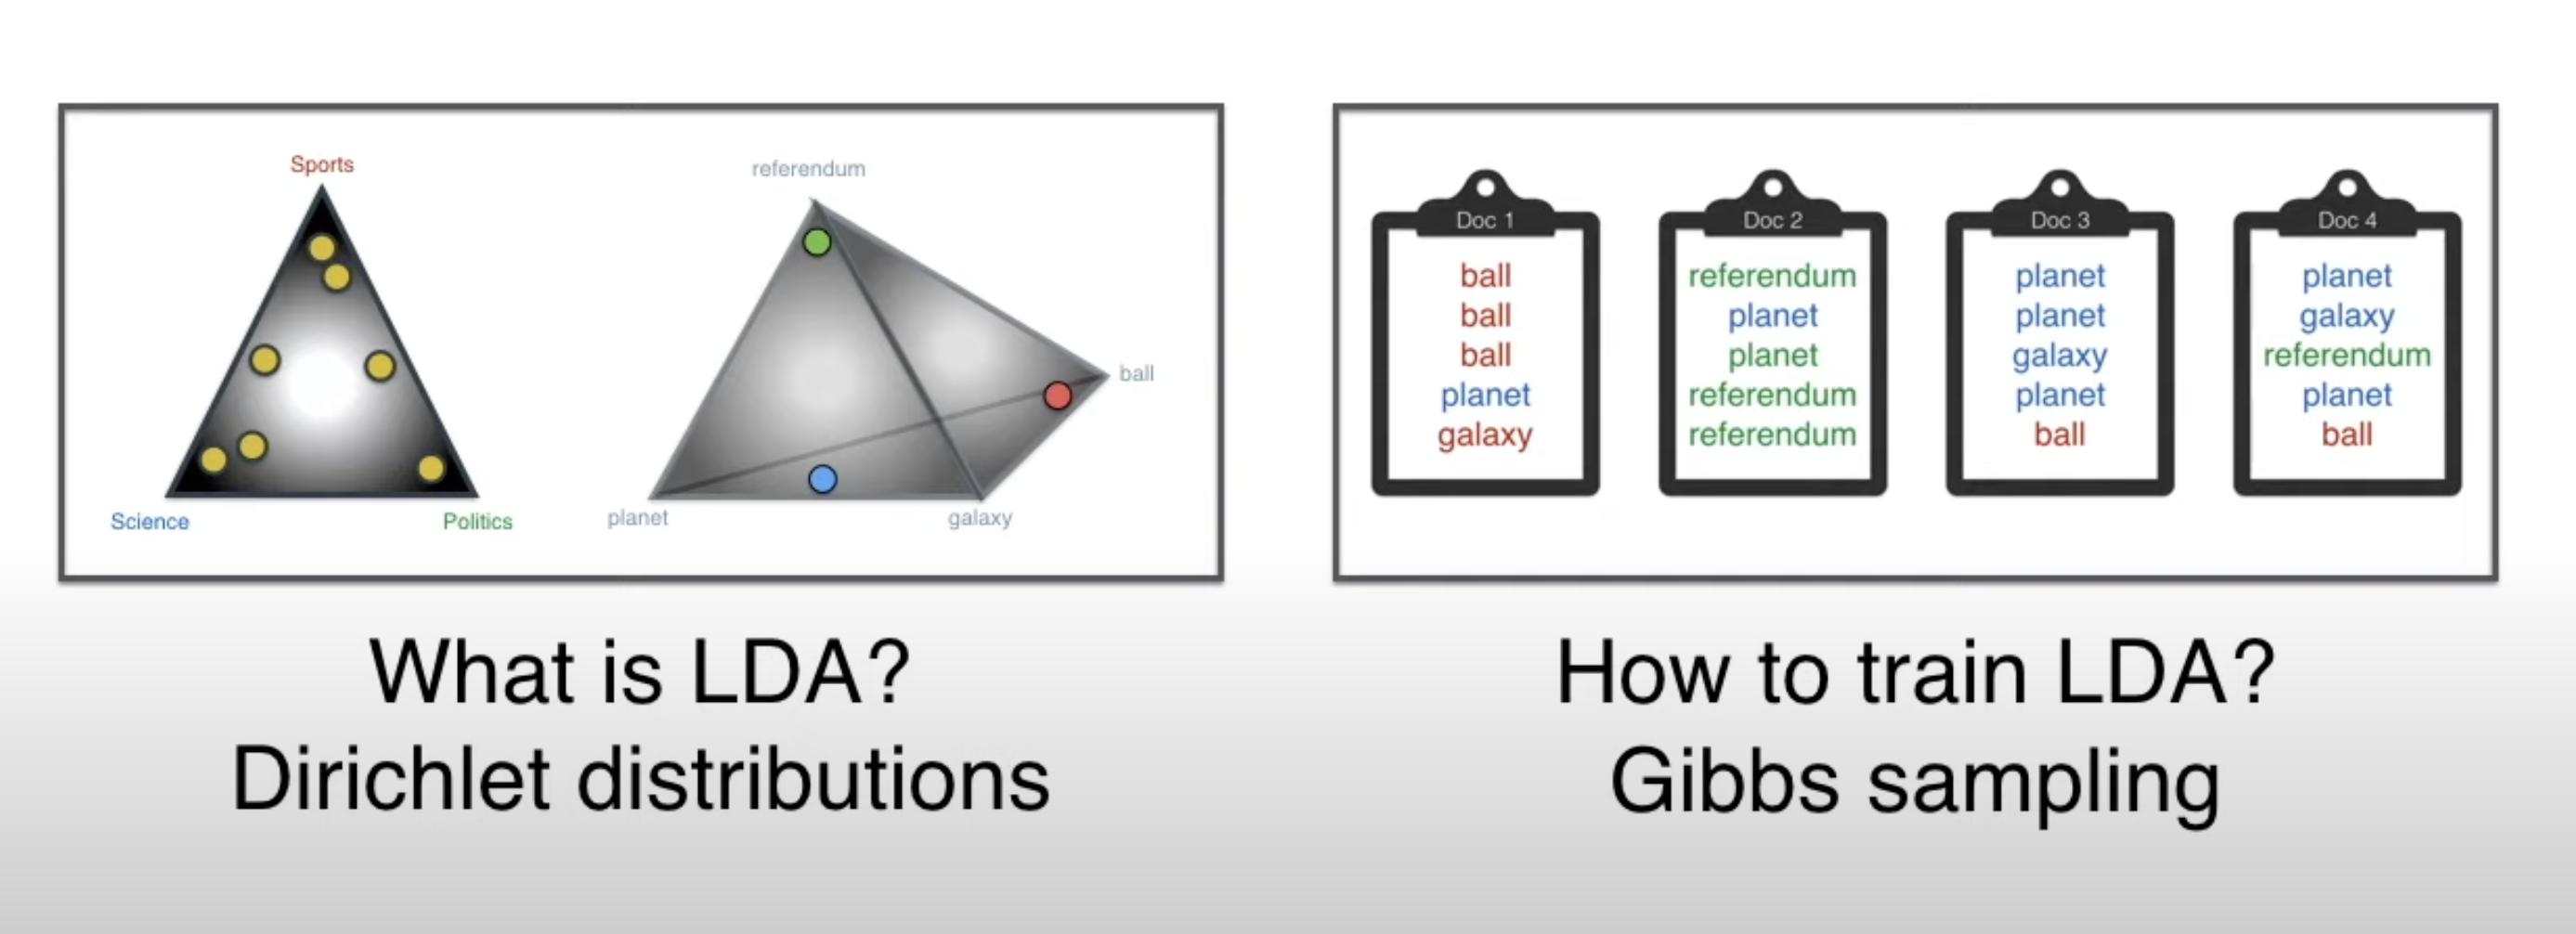 Sports
Science
Politics
referendum
ball
planet
galaxy
What is LDA?
Dirichlet distributions
Doc 1
ball
ball
ball
planet
galaxy
Doc 2
referendum
planet
planet
referendum
referendum
Doc 3
planet
planet
galaxy
planet
ball
Doc 4
planet
galaxy
referendum
planet
ball
How to train LDA?
Gibbs sampling